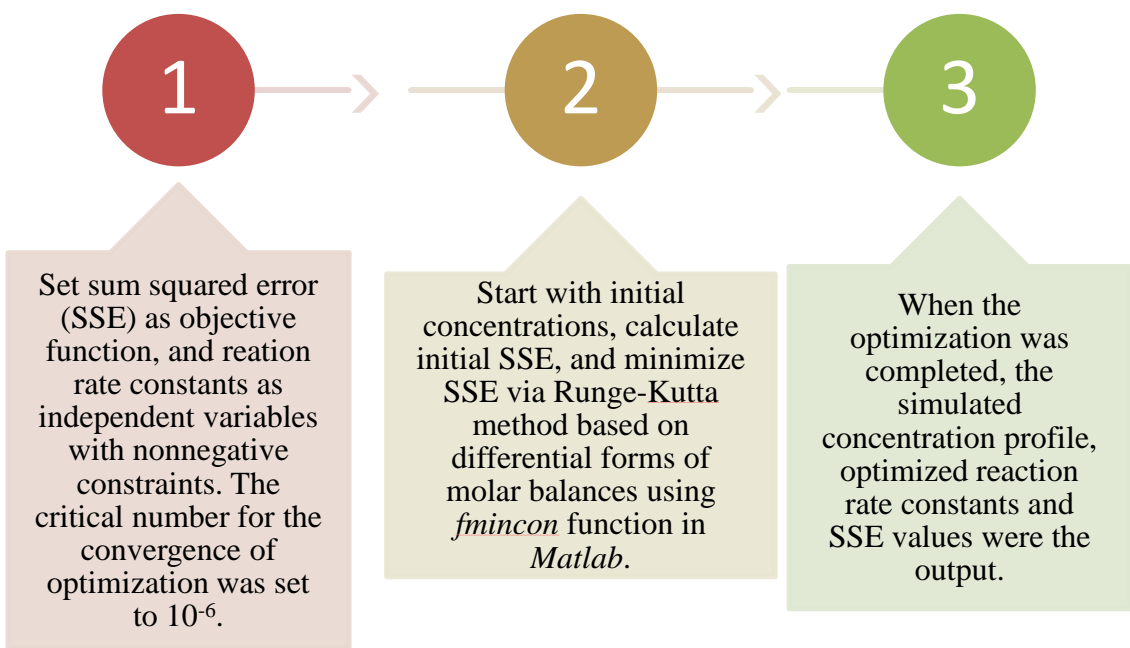 1
2
3
Set sum squared error
(SSE) as objective
function, and reation
rate constants as
independent variables
with nonnegative
constraints. The
critical number for the
convergence of
optimization was set
to 10⁻⁶.
Start with initial
concentrations, calculate
initial SSE, and minimize
SSE via Runge-Kutta
method based on
differential forms of
molar balances using
fmincon function in
Matlab.
When the
optimization was
completed, the
simulated
concentration profile,
optimized reaction
rate constants and
SSE values were the
output.